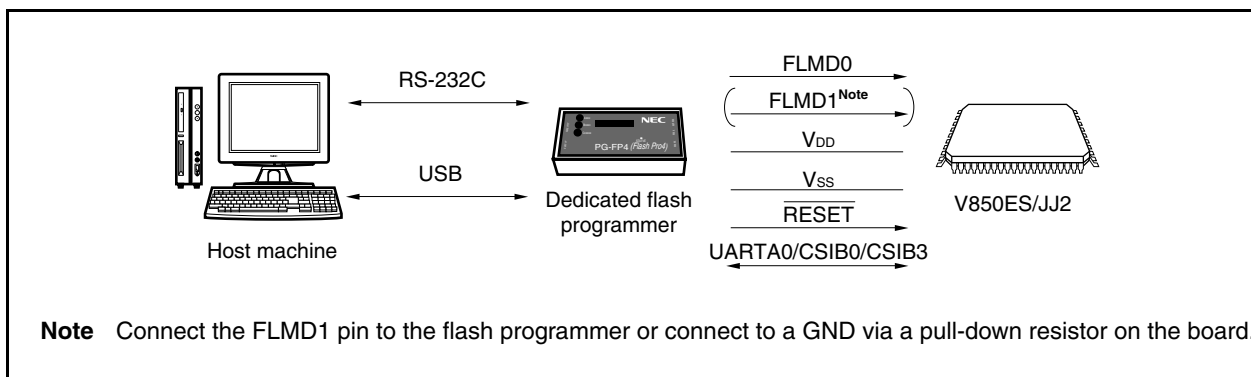 RS-232C
USB
Host machine
NEC
PG-FP4 (Flash Pro4)
Dedicated flash
programmer
FLMD0
FLMD1Note
VDD
VSS
RESET
UARTA0/CSIB0/CSIB3
V850ES/JJ2
Note Connect the FLMD1 pin to the flash programmer or connect to a GND via a pull-down resistor on the board.